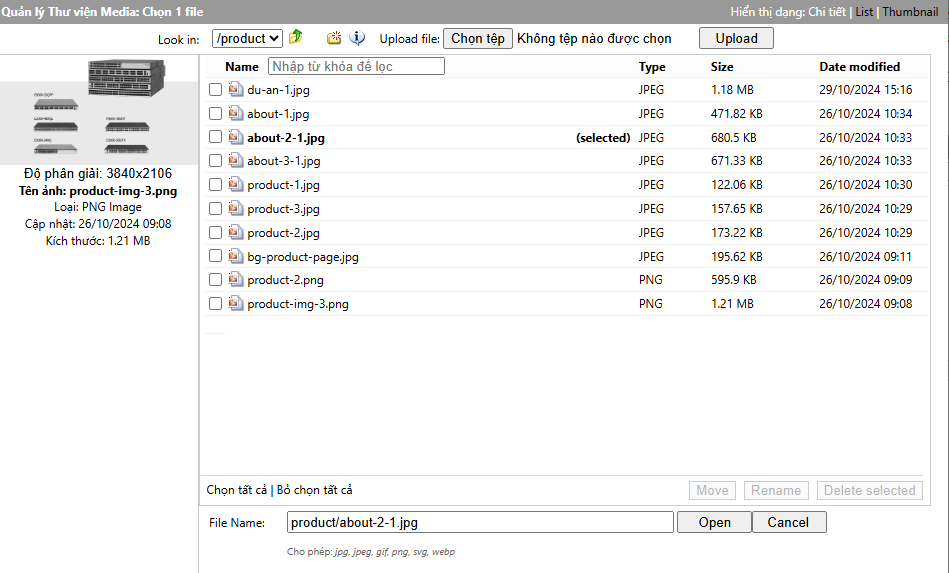 Quản lý Thư viện Media: Chọn 1 file
Hiển thị dạng: Chi tiết | List | Thumbnail
Look in: /product Upload file: Chọn tệp Không tệp nào được chọn Upload
Độ phân giải: 3840x2106
Tên ảnh: product-img-3.png
Loại: PNG Image
Cập nhật: 26/10/2024 09:08
Kích thước: 1.21 MB
Name Nhập từ khóa để lọc Type Size Date modified
du-an-1.jpg JPEG 1.18 MB 29/10/2024 15:16
about-1.jpg JPEG 471.82 KB 26/10/2024 10:34
about-2-1.jpg (selected) JPEG 680.5 KB 26/10/2024 10:33
about-3-1.jpg JPEG 671.33 KB 26/10/2024 10:33
product-1.jpg JPEG 122.06 KB 26/10/2024 10:30
product-3.jpg JPEG 157.65 KB 26/10/2024 10:29
product-2.jpg JPEG 173.22 KB 26/10/2024 10:29
bg-product-page.jpg JPEG 195.62 KB 26/10/2024 09:11
product-2.png PNG 595.9 KB 26/10/2024 09:09
product-img-3.png PNG 1.21 MB 26/10/2024 09:08
Chọn tất cả | Bỏ chọn tất cả Move Rename Delete selected
File Name: product/about-2-1.jpg Open Cancel
Cho phép: jpg, jpeg, gif, png, svg, webp